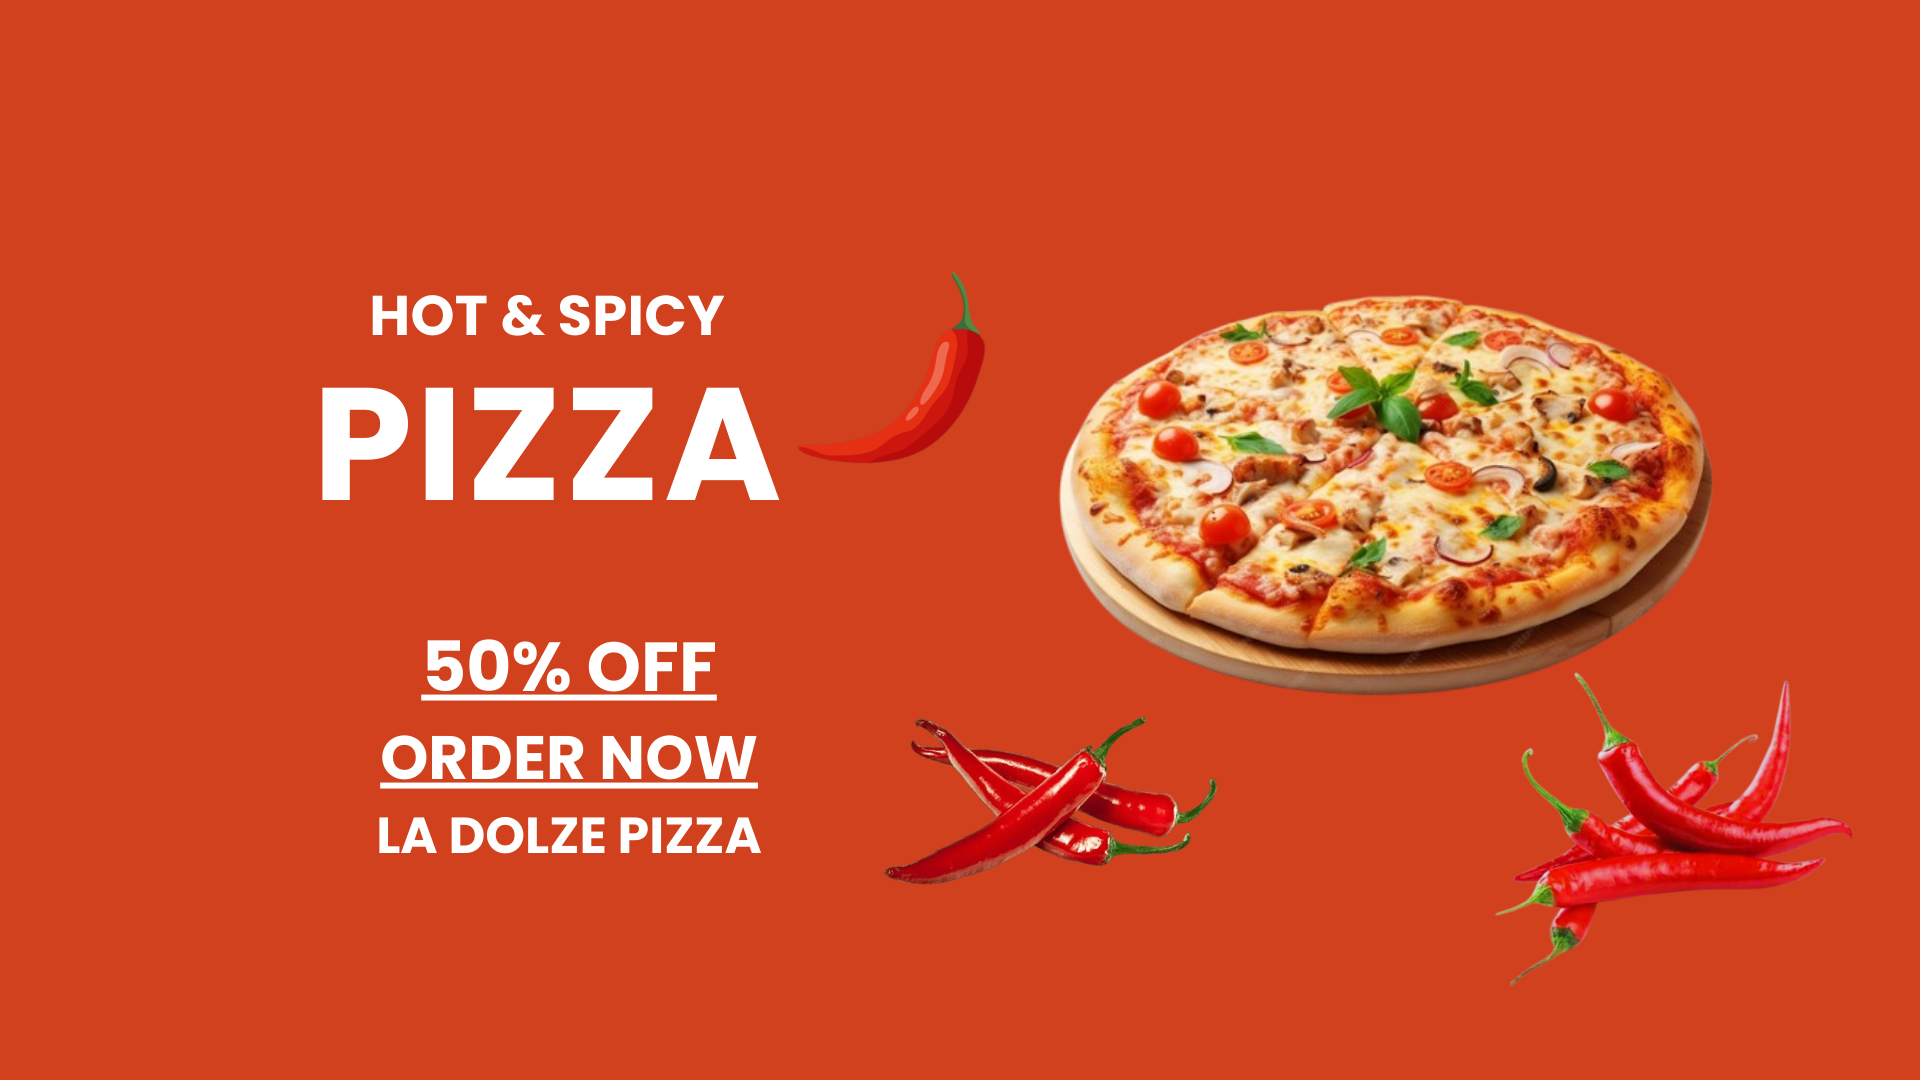 HOT & SPICY
PIZZA
50% OFF
ORDER NOW
LA DOLZE PIZZA